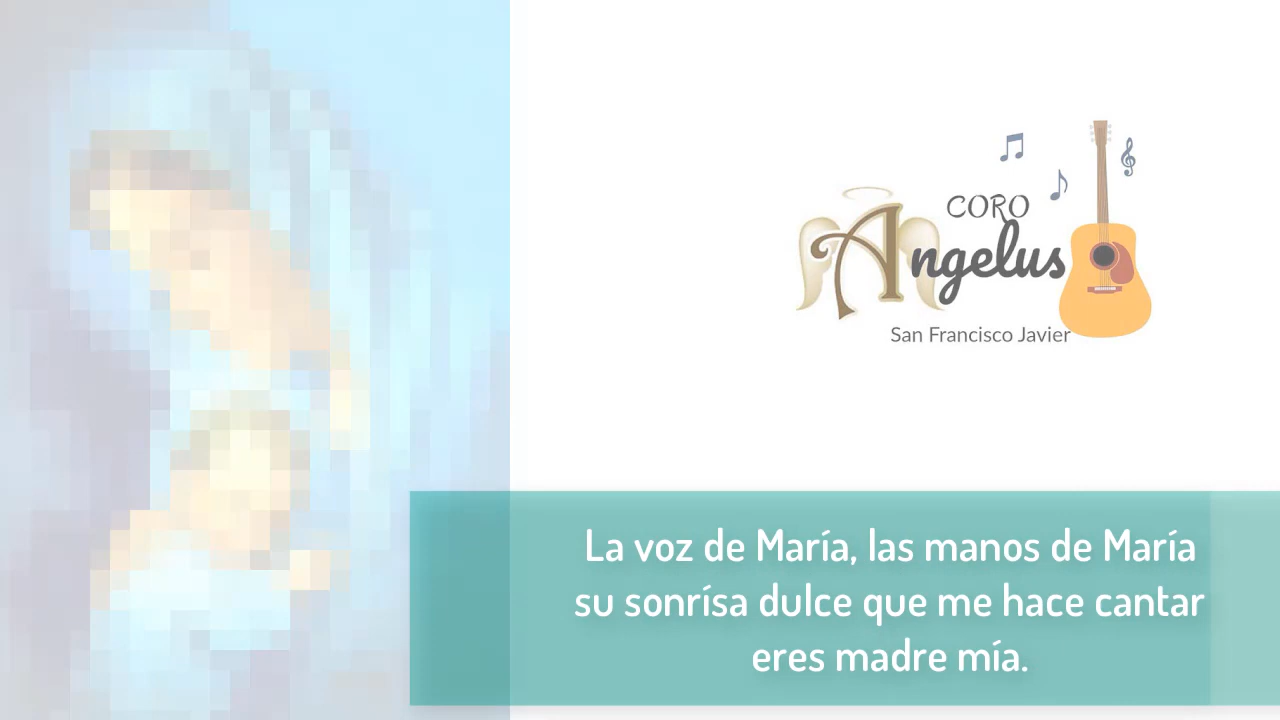 CORO
Angelus
San Francisco Javier
La voz de María, las manos de María
su sonrísa dulce que me hace cantar
eres madre mía.